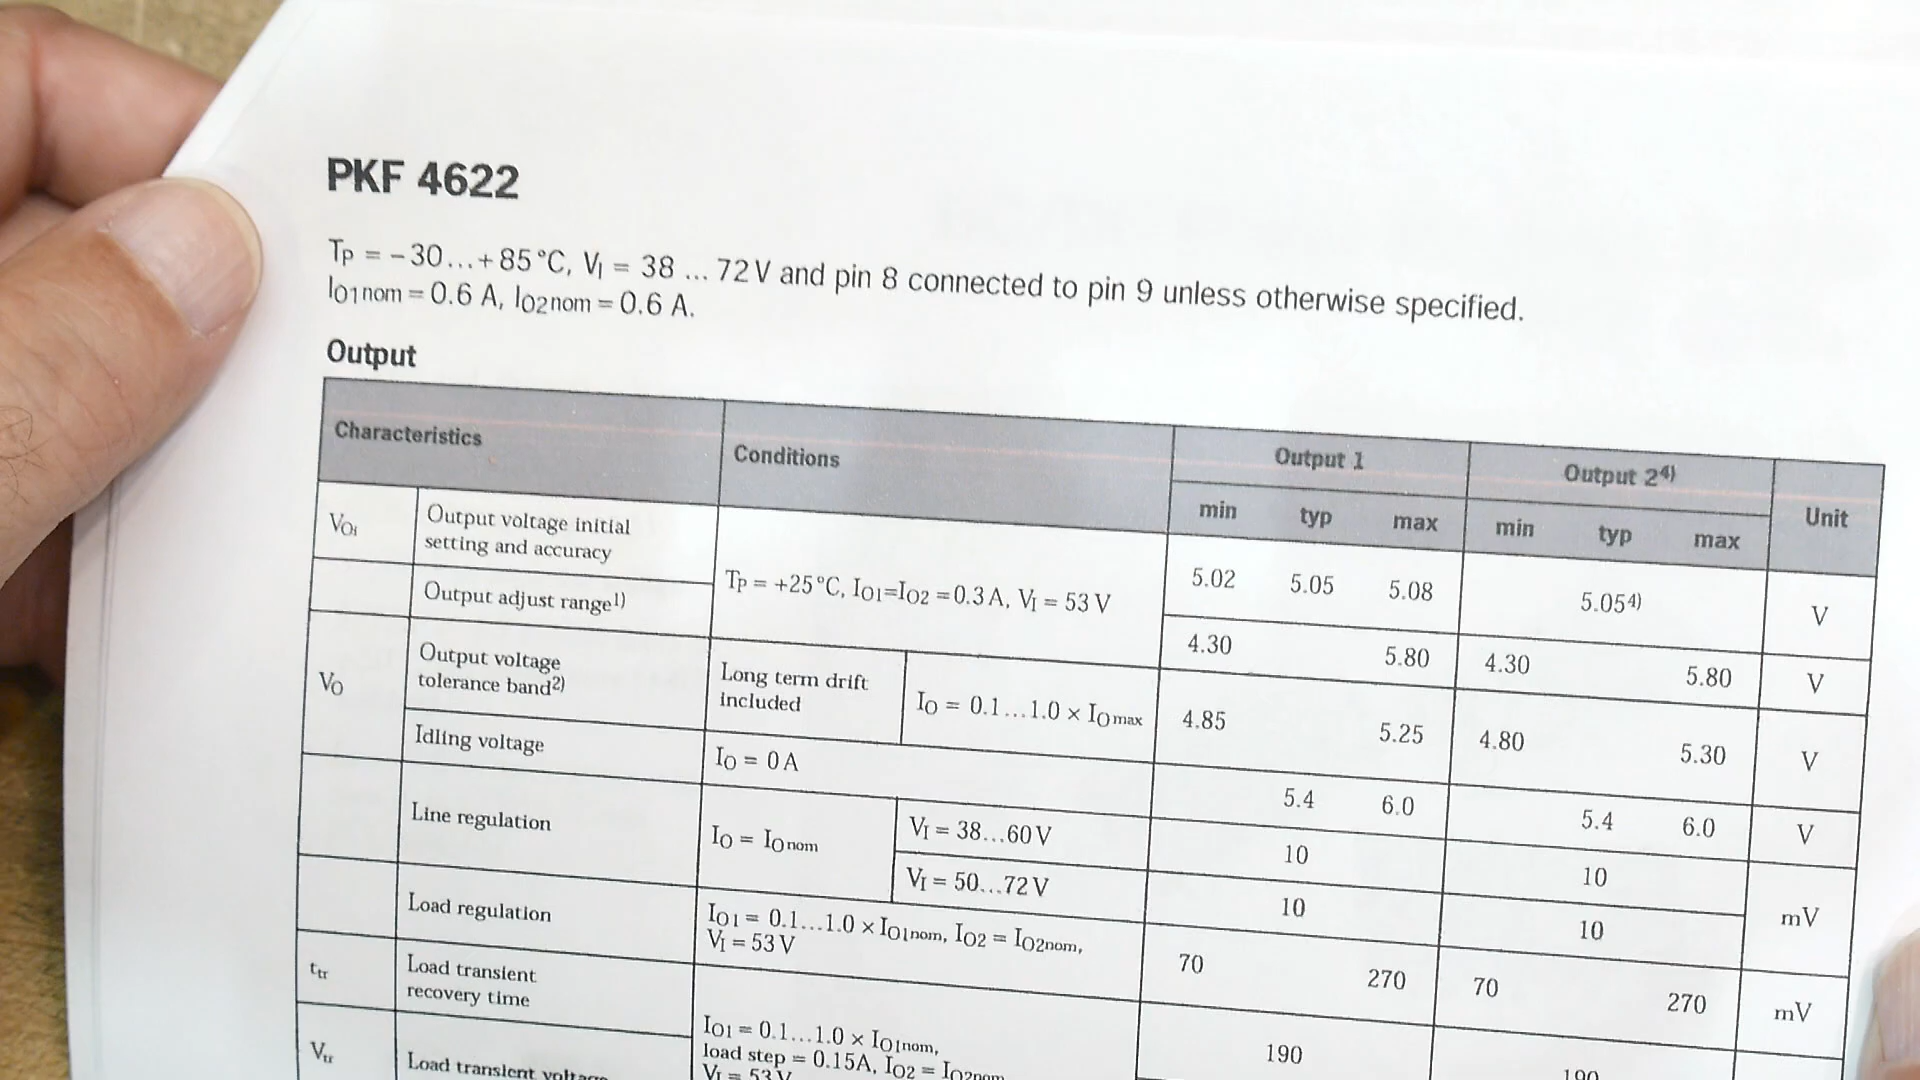 PKF 4622
TP = –30...+85°C, VI = 38 ... 72 V and pin 8 connected to pin 9 unless otherwise specified.
IO1nom = 0.6 A, IO2nom = 0.6 A.
Output
Characteristics Conditions Output 1 Output 2⁴⁾ Unit
min typ max min typ max
VOi Output voltage initial setting and accuracy TP = +25°C, IO1=IO2 =0.3 A, VI = 53 V 5.02 5.05 5.08 5.05⁴⁾ V
Output adjust range¹⁾ 4.30 5.80 4.30 5.80 V
VO Output voltage tolerance band²⁾ Long term drift included IO = 0.1...1.0 × IOmax 4.85 5.25 4.80 5.30 V
Idling voltage IO = 0 A 5.4 6.0 5.4 6.0 V
Line regulation IO = IOnom VI = 38...60 V 10 10 mV
VI = 50...72 V 10 10
Load regulation IO1 = 0.1...1.0 × IO1nom, IO2 = IO2nom, VI = 53 V 70 270 70 270 mV
ttr Load transient recovery time IO1 = 0.1...1.0 × IO1nom, load step = 0.15A, IO2 = IO2nom 190 190
Vtr Load transient voltage VI = 53 V